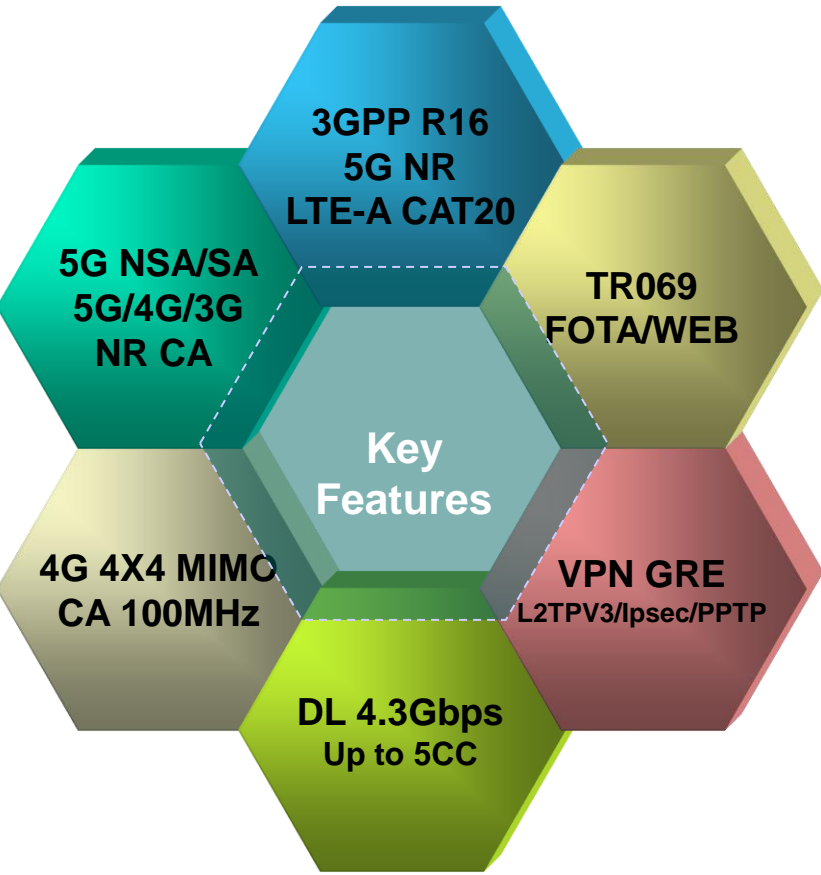 3GPP R16
5G NR
LTE-A CAT20
5G NSA/SA
5G/4G/3G
NR CA
TR069
FOTA/WEB
Key
Features
4G 4X4 MIMO
CA 100MHz
VPN GRE
L2TPV3/Ipsec/PPTP
DL 4.3Gbps
Up to 5CC